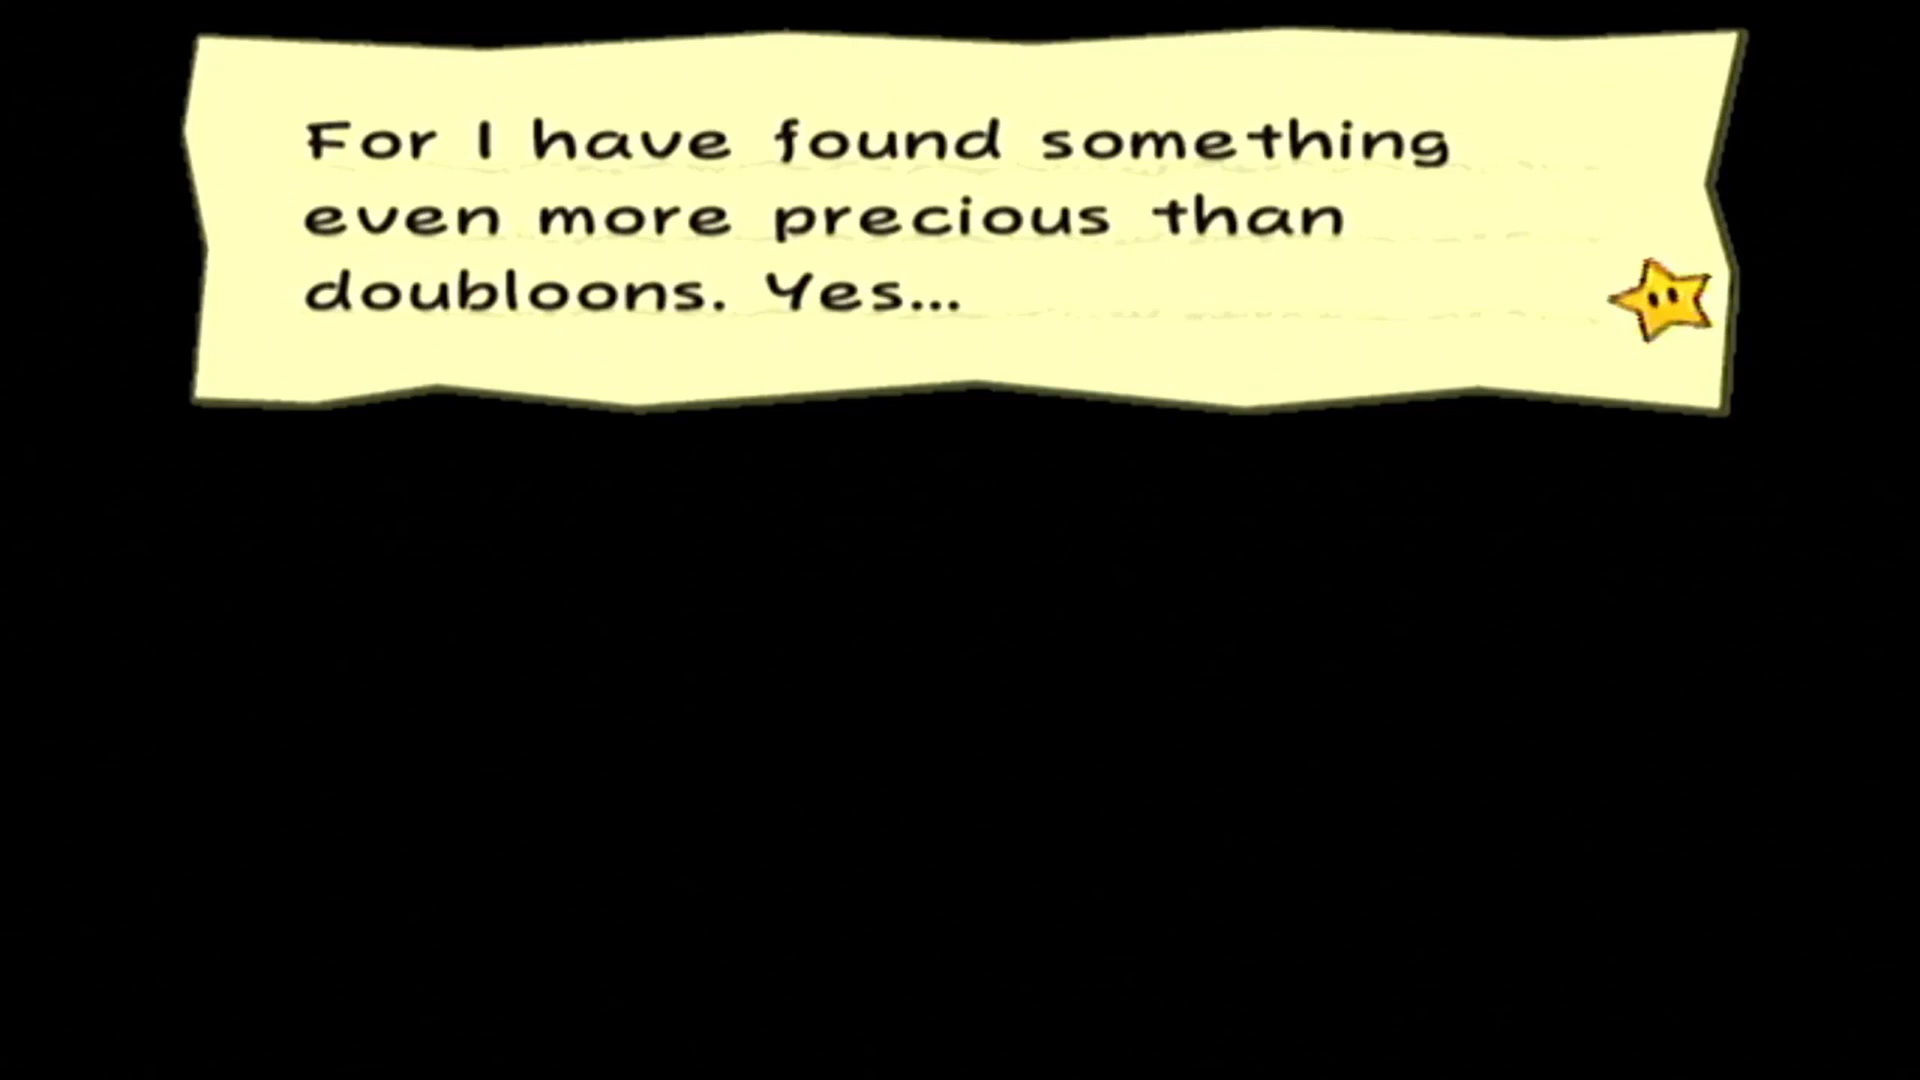 For I have found something
even more precious than
doubloons. Yes...